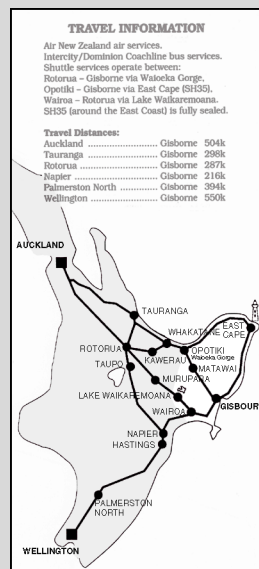 TRAVEL INFORMATION
Air New Zealand air services.
Intercity/Dominion Coachline bus services.
Shuttle services operate between:
Rotorua – Gisborne via Waioeka Gorge,
Opotiki – Gisborne via East Cape (SH35),
Wairoa – Rotorua via Lake Waikaremoana.
SH35 (around the East Coast) is fully sealed.
Travel Distances:
Auckland ........................ Gisborne 504k
Tauranga ........................ Gisborne 298k
Rotorua .......................... Gisborne 287k
Napier ............................ Gisborne 216k
Palmerston North ............ Gisborne 394k
Wellington ...................... Gisborne 550k
AUCKLAND
TAURANGA
WHAKATANE
EAST
CAPE
ROTORUA
OPOTIKI
Waioeka Gorge
KAWERAU
TAUPO
MATAWAI
MURUPARA
LAKE WAIKAREMOANA
GISBOURN
WAIROA
NAPIER
HASTINGS
PALMERSTON
NORTH
WELLINGTON